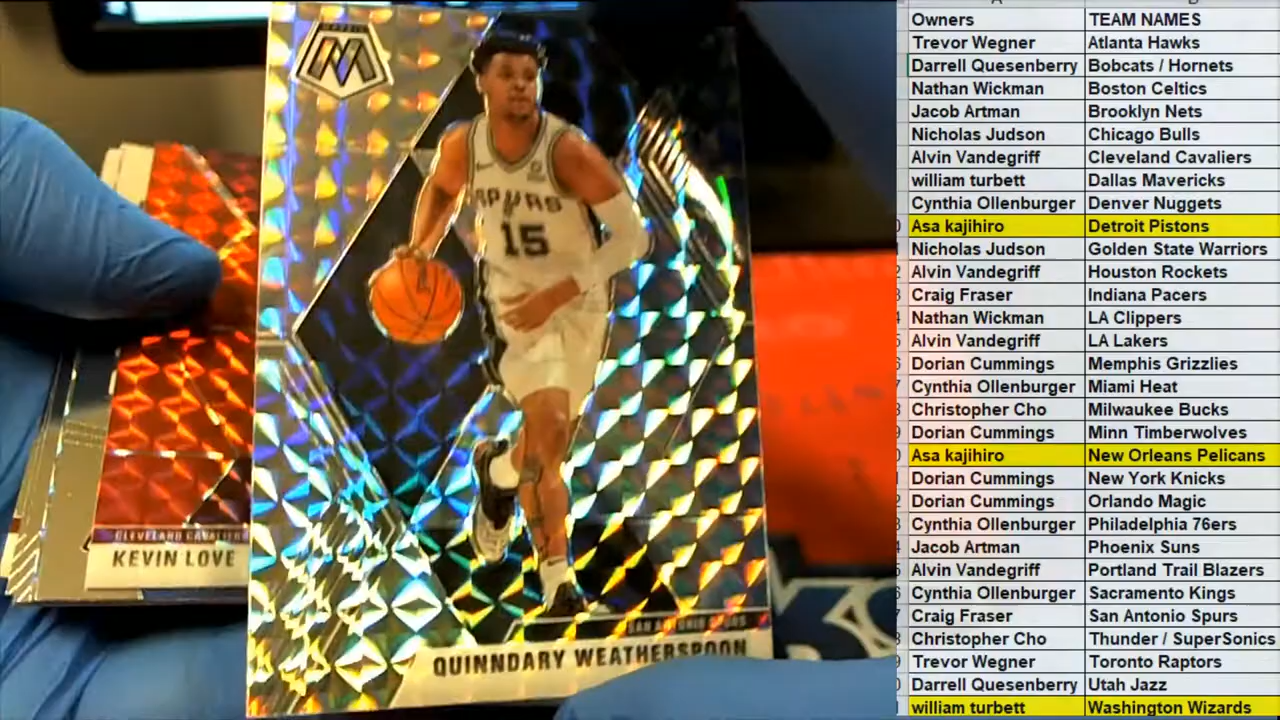 Owners TEAM NAMES
Trevor Wegner Atlanta Hawks
Darrell Quesenberry Bobcats / Hornets
Nathan Wickman Boston Celtics
Jacob Artman Brooklyn Nets
Nicholas Judson Chicago Bulls
Alvin Vandegriff Cleveland Cavaliers
william turbett Dallas Mavericks
Cynthia Ollenburger Denver Nuggets
Asa kajihiro Detroit Pistons
Nicholas Judson Golden State Warriors
Alvin Vandegriff Houston Rockets
Craig Fraser Indiana Pacers
Nathan Wickman LA Clippers
Alvin Vandegriff LA Lakers
Dorian Cummings Memphis Grizzlies
Cynthia Ollenburger Miami Heat
Christopher Cho Milwaukee Bucks
Dorian Cummings Minn Timberwolves
Asa kajihiro New Orleans Pelicans
Dorian Cummings New York Knicks
Dorian Cummings Orlando Magic
Cynthia Ollenburger Philadelphia 76ers
Jacob Artman Phoenix Suns
Alvin Vandegriff Portland Trail Blazers
Cynthia Ollenburger Sacramento Kings
Craig Fraser San Antonio Spurs
Christopher Cho Thunder / SuperSonics
Trevor Wegner Toronto Raptors
Darrell Quesenberry Utah Jazz
william turbett Washington Wizards
M
SPURS
15
SAN ANTONIO SPURS
QUINNDARY WEATHERSPOON
CLEVELAND CAVALIERS
KEVIN LOVE